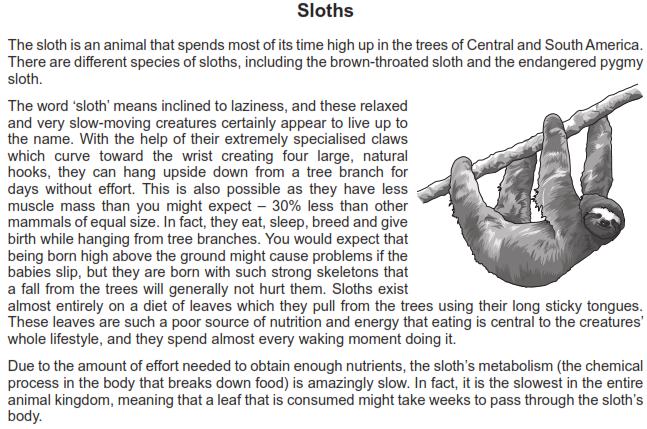 Sloths
The sloth is an animal that spends most of its time high up in the trees of Central and South America.
There are different species of sloths, including the brown-throated sloth and the endangered pygmy
sloth.
The word ‘sloth’ means inclined to laziness, and these relaxed
and very slow-moving creatures certainly appear to live up to
the name. With the help of their extremely specialised claws
which curve toward the wrist creating four large, natural
hooks, they can hang upside down from a tree branch for
days without effort. This is also possible as they have less
muscle mass than you might expect – 30% less than other
mammals of equal size. In fact, they eat, sleep, breed and give
birth while hanging from tree branches. You would expect that
being born high above the ground might cause problems if the
babies slip, but they are born with such strong skeletons that
a fall from the trees will generally not hurt them. Sloths exist
almost entirely on a diet of leaves which they pull from the trees using their long sticky tongues.
These leaves are such a poor source of nutrition and energy that eating is central to the creatures’
whole lifestyle, and they spend almost every waking moment doing it.
Due to the amount of effort needed to obtain enough nutrients, the sloth’s metabolism (the chemical
process in the body that breaks down food) is amazingly slow. In fact, it is the slowest in the entire
animal kingdom, meaning that a leaf that is consumed might take weeks to pass through the sloth’s
body.